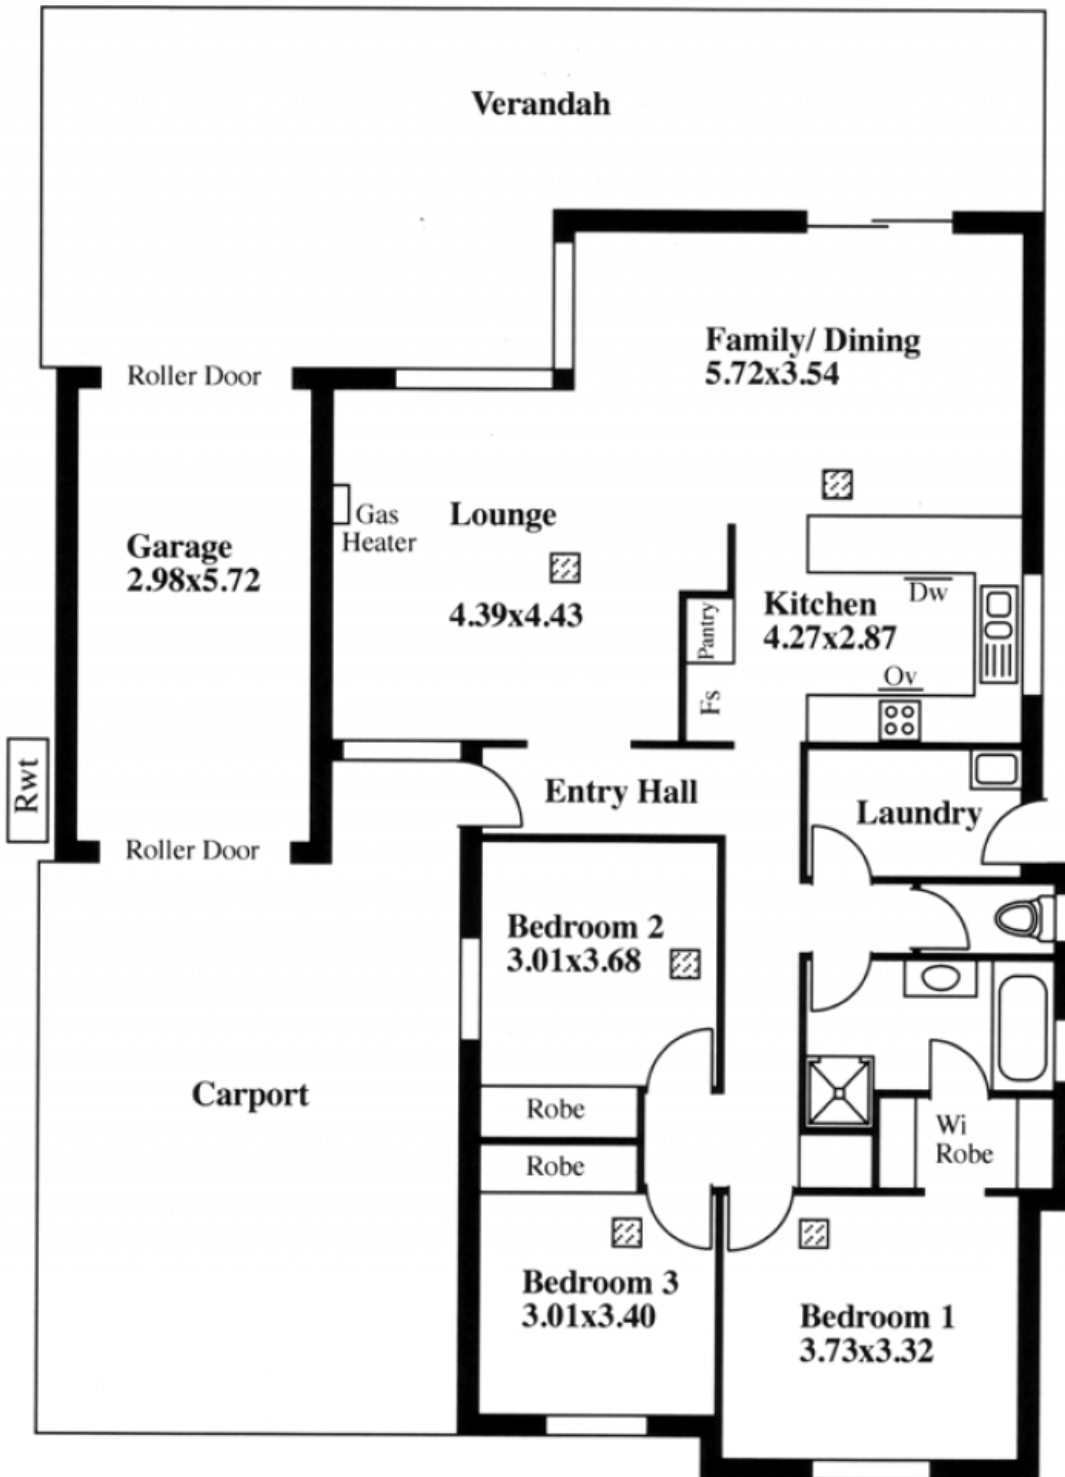 Verandah
Roller Door
Family/ Dining
5.72x3.54
Gas
Heater
Lounge
4.39x4.43
Garage
2.98x5.72
Pantry
Fs
Kitchen
4.27x2.87
Dw
Ov
Rwt
Roller Door
Entry Hall
Laundry
Bedroom 2
3.01x3.68
Carport
Robe
Robe
Wi
Robe
Bedroom 3
3.01x3.40
Bedroom 1
3.73x3.32